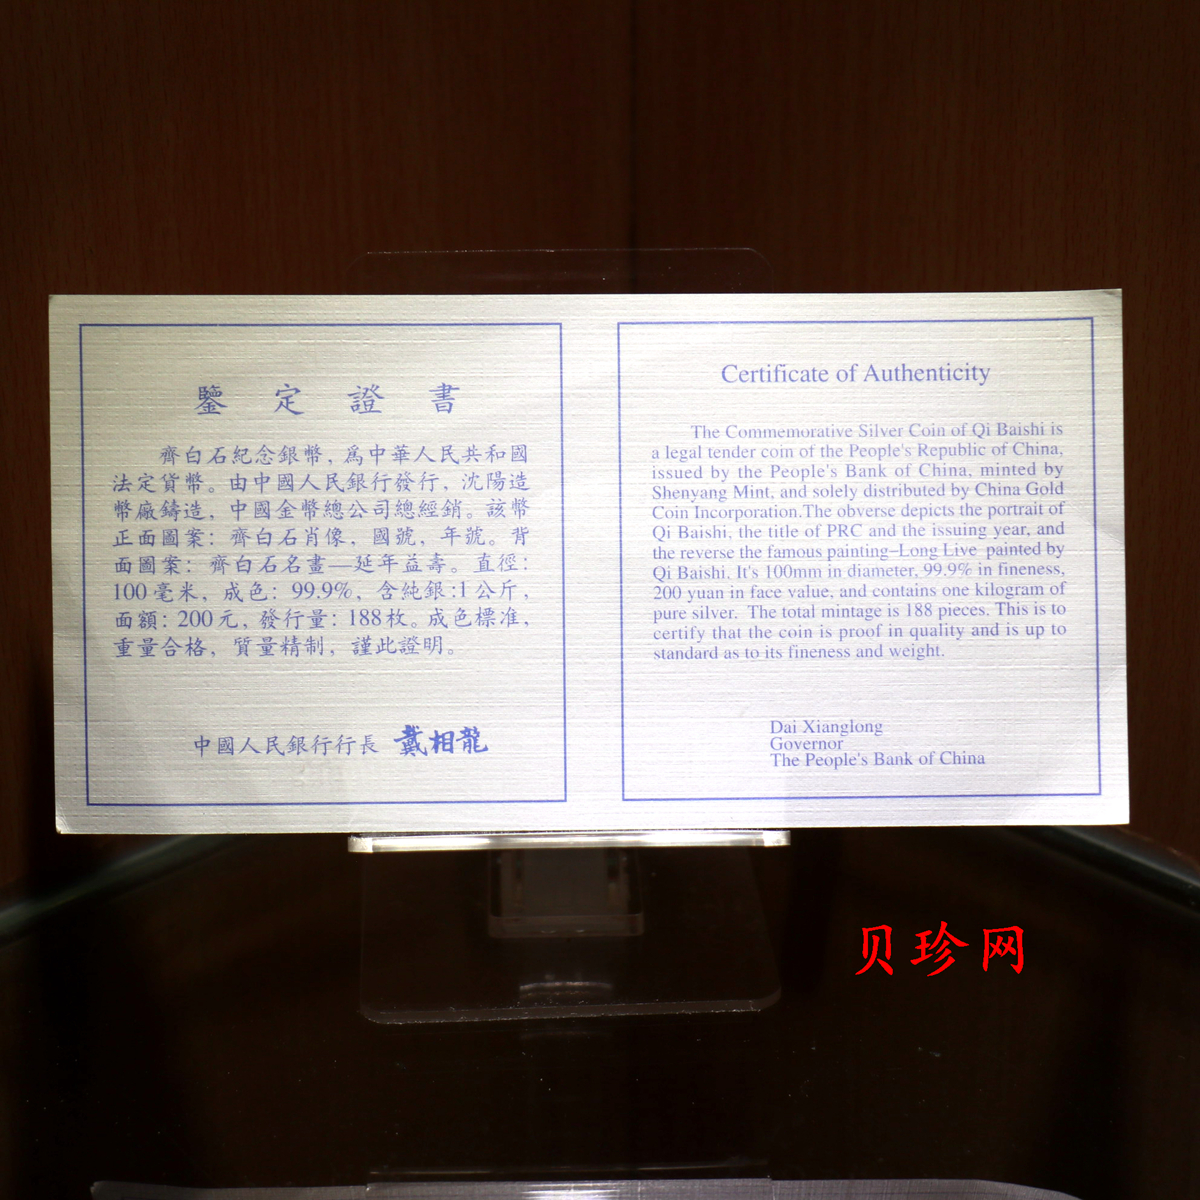 鑒定證書
齊白石紀念銀幣，爲中華人民共和國
法定貨幣。由中國人民銀行發行，沈陽造
幣廠鑄造，中國金幣總公司總經銷。該幣
正面圖案：齊白石肖像，國號，年號。背
面圖案：齊白石名畫—延年益壽。直徑：
100毫米，成色：99.9%，含純銀:1公斤，
面額：200元，發行量：188枚。成色標准，
重量合格，質量精制，謹此證明。
中國人民銀行行長 戴相龍
Certificate of Authenticity
The Commemorative Silver Coin of Qi Baishi is
a legal tender coin of the People's Republic of China,
issued by the People's Bank of China, minted by
Shenyang Mint, and solely distributed by China Gold
Coin Incorporation.The obverse depicts the portrait of
Qi Baishi, the title of PRC and the issuing year, and
the reverse the famous painting–Long Live painted by
Qi Baishi. It's 100mm in diameter, 99.9% in fineness,
200 yuan in face value, and contains one kilogram of
pure silver. The total mintage is 188 pieces. This is to
certify that the coin is proof in quality and is up to
standard as to its fineness and weight.
Dai Xianglong
Governor
The People's Bank of China
贝珍网